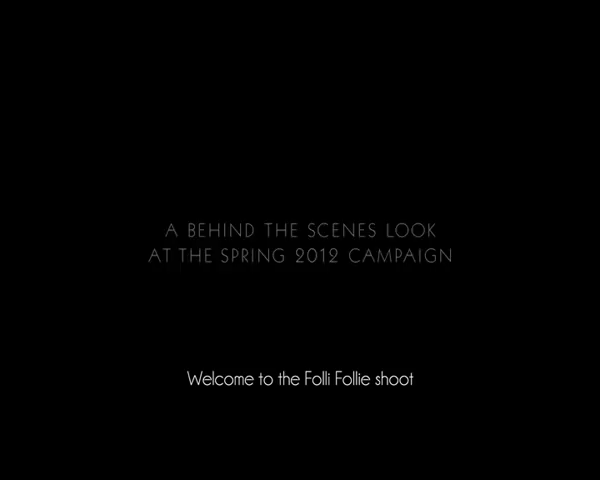 A BEHIND THE SCENES LOOK
AT THE SPRING 2012 CAMPAIGN
Welcome to the Folli Follie shoot